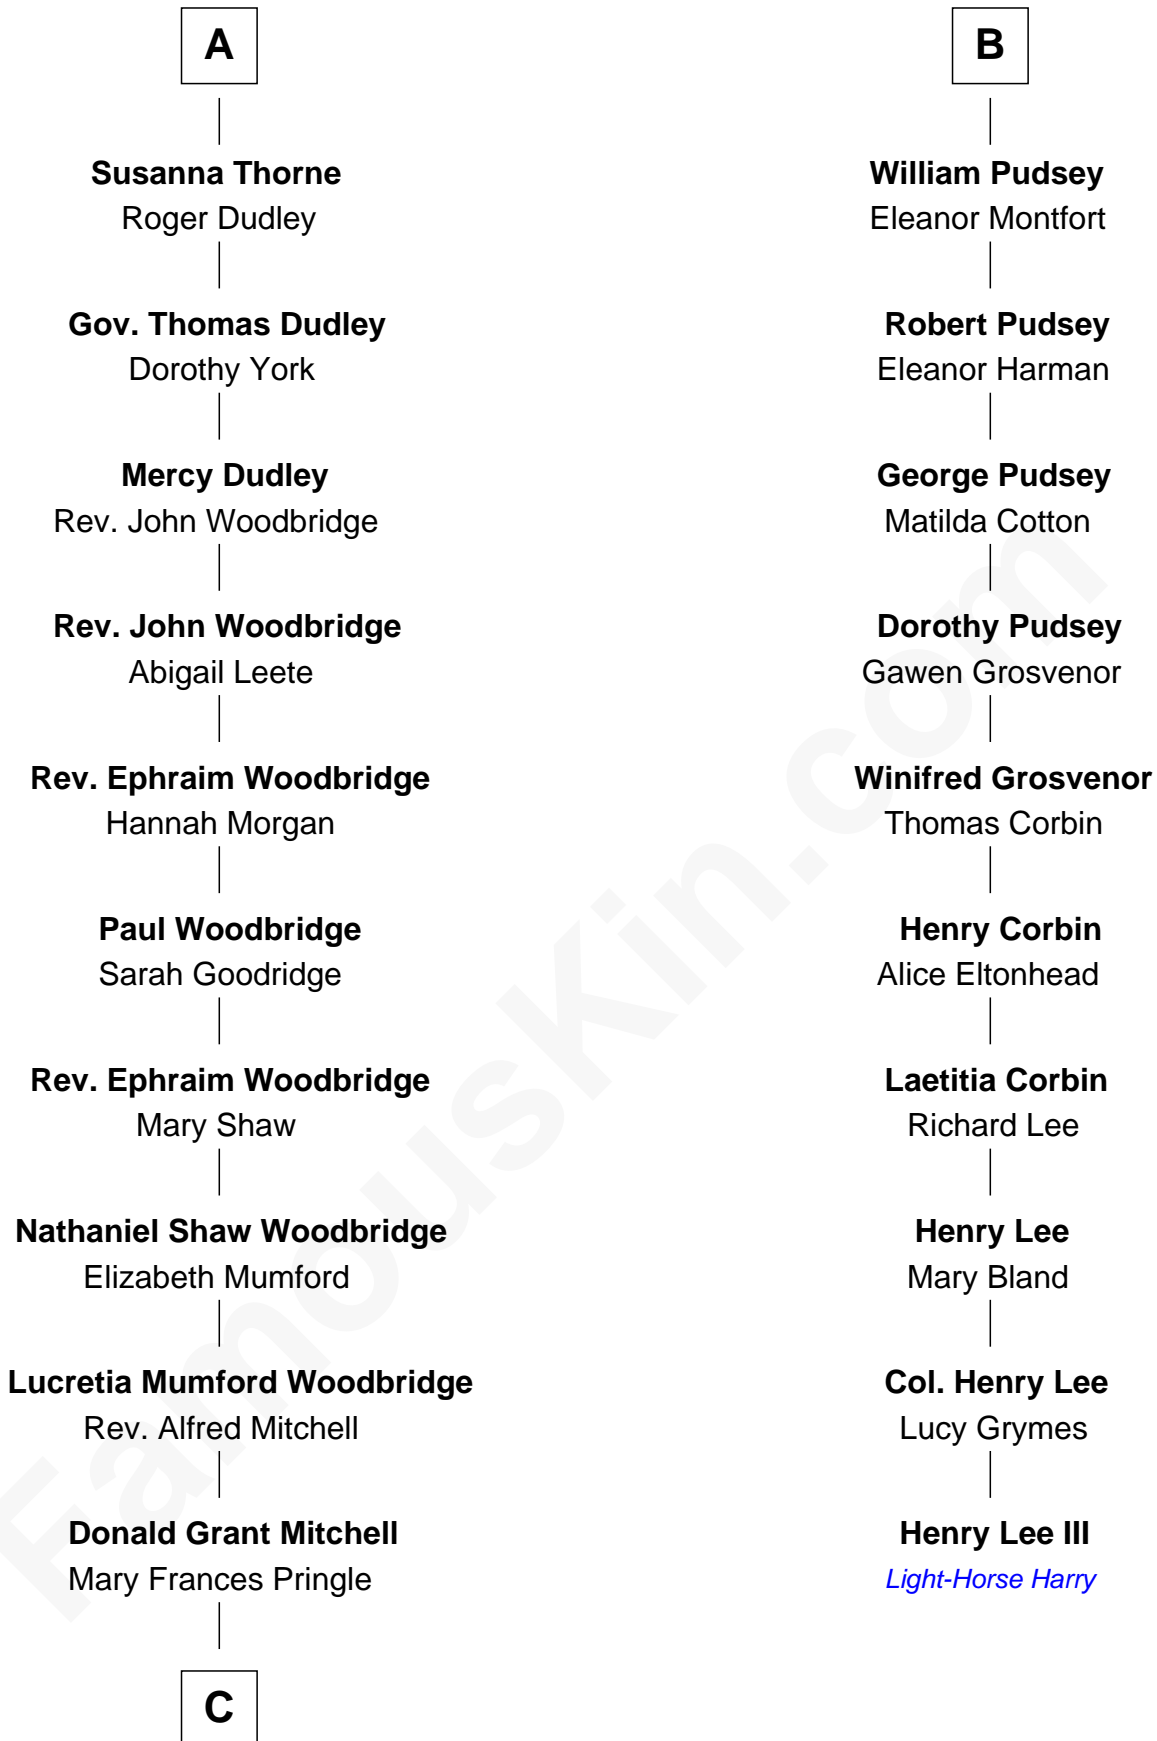 A
Susanna Thorne
Roger Dudley
Gov. Thomas Dudley
Dorothy York
Mercy Dudley
Rev. John Woodbridge
Rev. John Woodbridge
Abigail Leete
Rev. Ephraim Woodbridge
Hannah Morgan
Paul Woodbridge
Sarah Goodridge
Rev. Ephraim Woodbridge
Mary Shaw
Nathaniel Shaw Woodbridge
Elizabeth Mumford
Lucretia Mumford Woodbridge
Rev. Alfred Mitchell
Donald Grant Mitchell
Mary Frances Pringle
C
B
William Pudsey
Eleanor Montfort
Robert Pudsey
Eleanor Harman
George Pudsey
Matilda Cotton
Dorothy Pudsey
Gawen Grosvenor
Winifred Grosvenor
Thomas Corbin
Henry Corbin
Alice Eltonhead
Laetitia Corbin
Richard Lee
Henry Lee
Mary Bland
Col. Henry Lee
Lucy Grymes
Henry Lee III
Light-Horse Harry
FamousKin.com